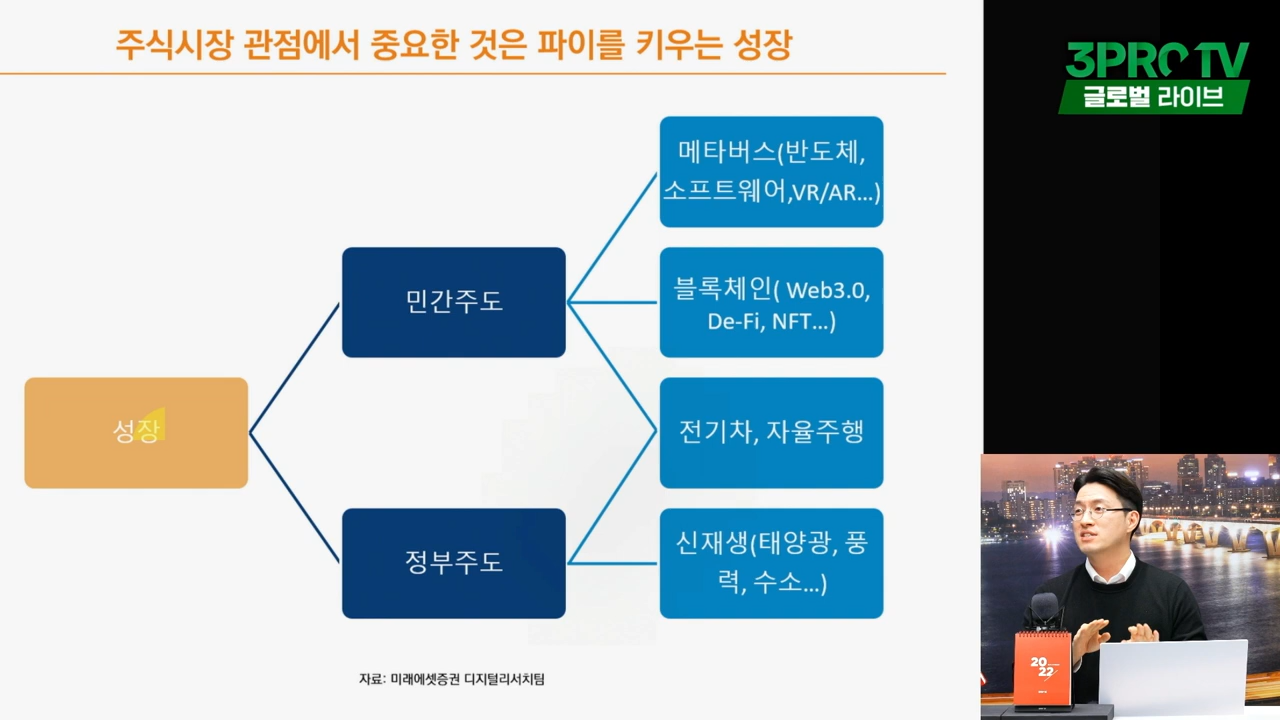 주식시장 관점에서 중요한 것은 파이를 키우는 성장
3PRO TV
글로벌 라이브
메타버스(반도체,
소프트웨어,VR/AR...)
민간주도
블록체인( Web3.0,
De-Fi, NFT...)
성장
전기차, 자율주행
정부주도
신재생(태양광, 풍
력, 수소...)
자료: 미래에셋증권 디지털리서치팀
20
22